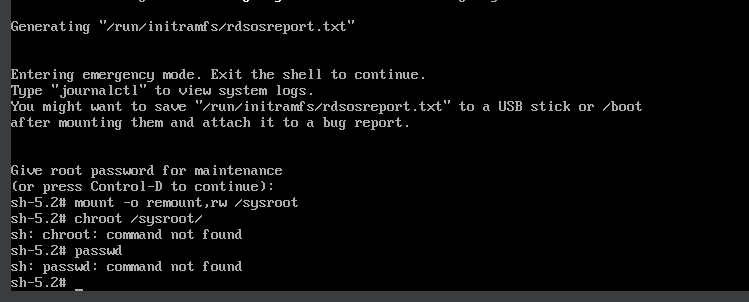 Generating "/run/initramfs/rdsosreport.txt"
Entering emergency mode. Exit the shell to continue.
Type "journalctl" to view system logs.
You might want to save "/run/initramfs/rdsosreport.txt" to a USB stick or /boot
after mounting them and attach it to a bug report.
Give root password for maintenance
(or press Control-D to continue):
sh-5.2# mount -o remount,rw /sysroot
sh-5.2# chroot /sysroot/
sh: chroot: command not found
sh-5.2# passwd
sh: passwd: command not found
sh-5.2# _